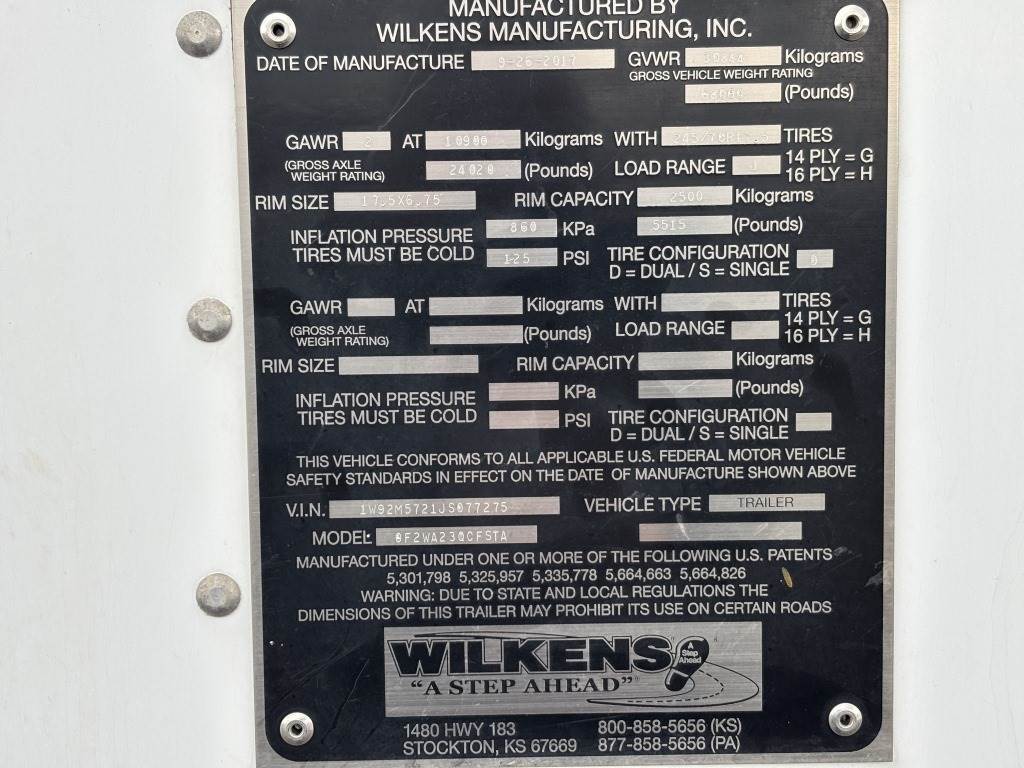 MANUFACTURED BY
WILKENS MANUFACTURING, INC.
DATE OF MANUFACTURE 9-26-2017 GVWR Kilograms
GROSS VEHICLE WEIGHT RATING
(Pounds)
GAWR 2 AT 10900 Kilograms WITH TIRES
(GROSS AXLE WEIGHT RATING) 24020 (Pounds) LOAD RANGE 14 PLY = G
16 PLY = H
RIM SIZE 17.5X6.75 RIM CAPACITY 2500 Kilograms
INFLATION PRESSURE 860 KPa 5515 (Pounds)
TIRES MUST BE COLD 125 PSI TIRE CONFIGURATION
D = DUAL / S = SINGLE
GAWR AT Kilograms WITH TIRES
(GROSS AXLE WEIGHT RATING) (Pounds) LOAD RANGE 14 PLY = G
16 PLY = H
RIM SIZE RIM CAPACITY Kilograms
INFLATION PRESSURE KPa (Pounds)
TIRES MUST BE COLD PSI TIRE CONFIGURATION
D = DUAL / S = SINGLE
THIS VEHICLE CONFORMS TO ALL APPLICABLE U.S. FEDERAL MOTOR VEHICLE
SAFETY STANDARDS IN EFFECT ON THE DATE OF MANUFACTURE SHOWN ABOVE
V.I.N. 1W92M5721JS077275 VEHICLE TYPE TRAILER
MODEL:
MANUFACTURED UNDER ONE OR MORE OF THE FOLLOWING U.S. PATENTS
5,301,798 5,325,957 5,335,778 5,664,663 5,664,826
WARNING: DUE TO STATE AND LOCAL REGULATIONS THE
DIMENSIONS OF THIS TRAILER MAY PROHIBIT ITS USE ON CERTAIN ROADS
WILKENS
A Step Ahead
"A STEP AHEAD"®
1480 HWY 183 800-858-5656 (KS)
STOCKTON, KS 67669 877-858-5656 (PA)